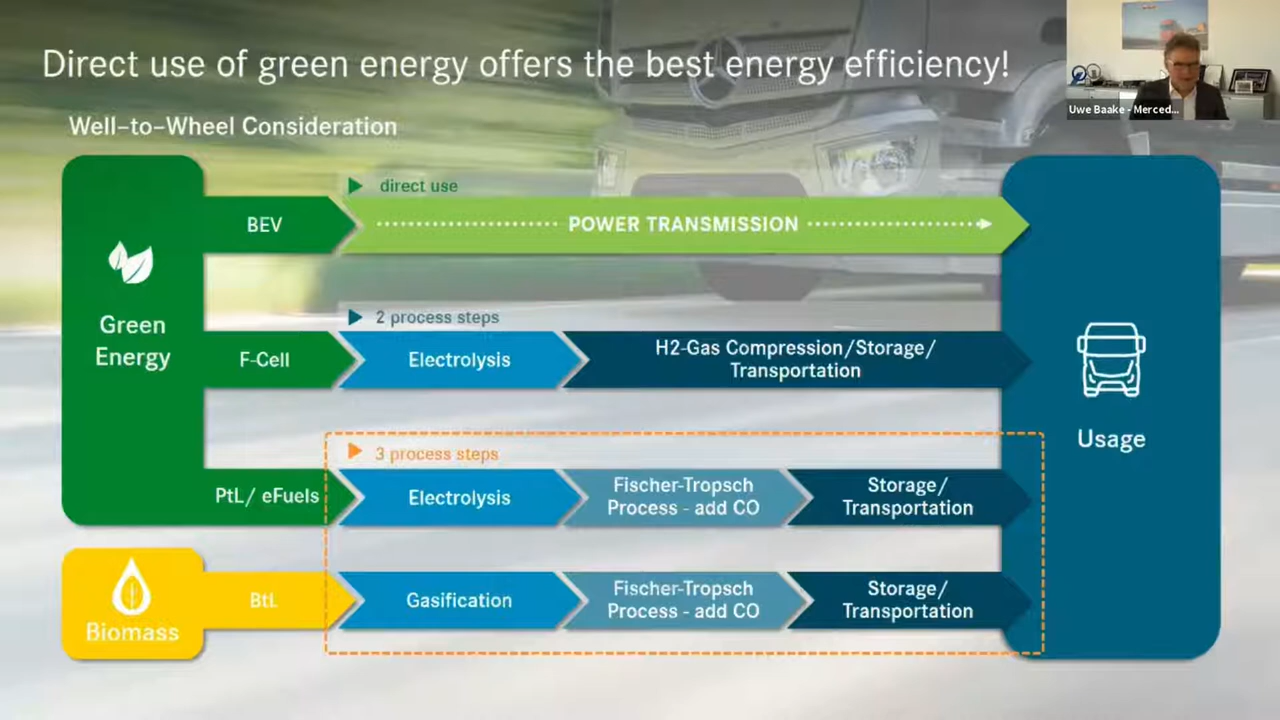 Direct use of green energy offers the best energy efficiency!
Uwe Baake - Merced...
Well-to-Wheel Consideration
direct use
BEV
POWER TRANSMISSION
Green
Energy
2 process steps
F-Cell
Electrolysis
H2-Gas Compression/Storage/
Transportation
Usage
3 process steps
PtL/ eFuels
Electrolysis
Fischer-Tropsch
Process - add CO
Storage/
Transportation
Biomass
BtL
Gasification
Fischer-Tropsch
Process - add CO
Storage/
Transportation